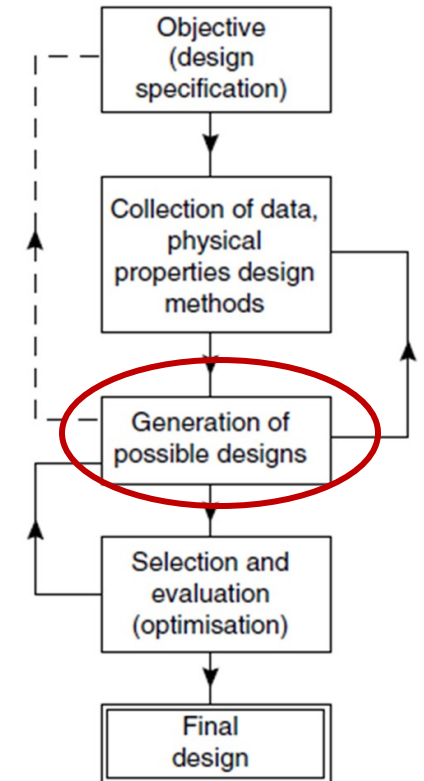 Objective
(design
specification)
Collection of data,
physical
properties design
methods
Generation of
possible designs
Selection and
evaluation
(optimisation)
Final
design